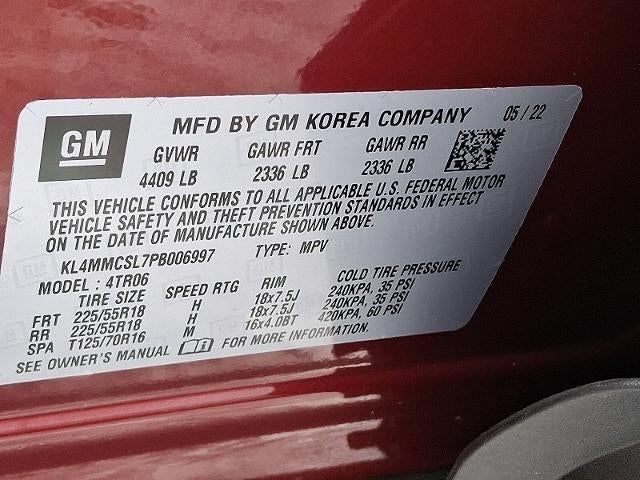 GM
MFD BY GM KOREA COMPANY 05 / 22
GVWR GAWR FRT GAWR RR
4409 LB 2336 LB 2336 LB
THIS VEHICLE CONFORMS TO ALL APPLICABLE U.S. FEDERAL MOTOR
VEHICLE SAFETY AND THEFT PREVENTION STANDARDS IN EFFECT
ON THE DATE OF MANUFACTURE SHOWN ABOVE.
KL4MMCSL7PB006997 TYPE: MPV
MODEL : 4TR06
TIRE SIZE SPEED RTG RIM COLD TIRE PRESSURE
FRT 225/55R18 H 18x7.5J 240KPA, 35 PSI
RR 225/55R18 H 18x7.5J 240KPA, 35 PSI
SPA T125/70R16 M 16x4.0BT 420KPA, 60 PSI
SEE OWNER'S MANUAL FOR MORE INFORMATION.